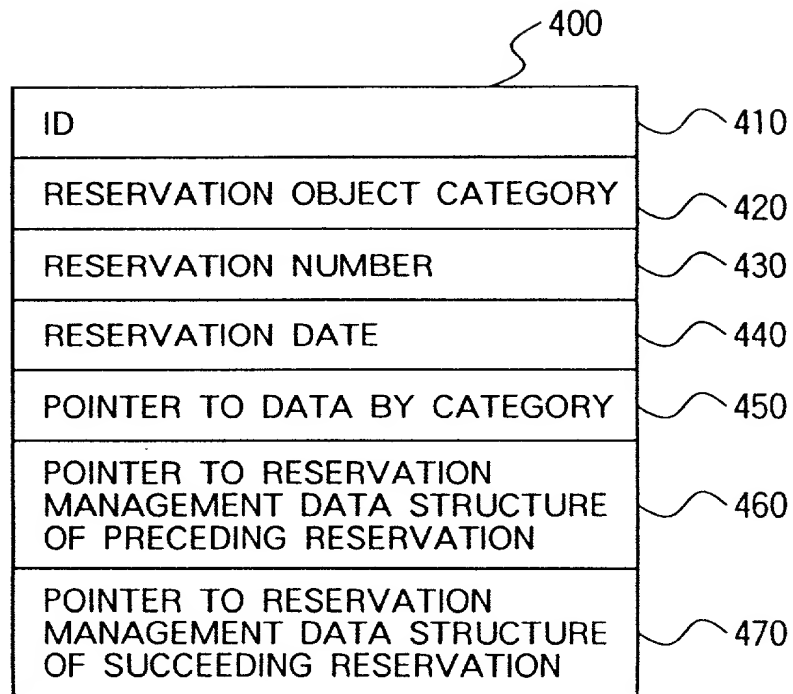 400
ID 410
RESERVATION OBJECT CATEGORY 420
RESERVATION NUMBER 430
RESERVATION DATE 440
POINTER TO DATA BY CATEGORY 450
POINTER TO RESERVATION
MANAGEMENT DATA STRUCTURE 460
OF PRECEDING RESERVATION
POINTER TO RESERVATION
MANAGEMENT DATA STRUCTURE 470
OF SUCCEEDING RESERVATION